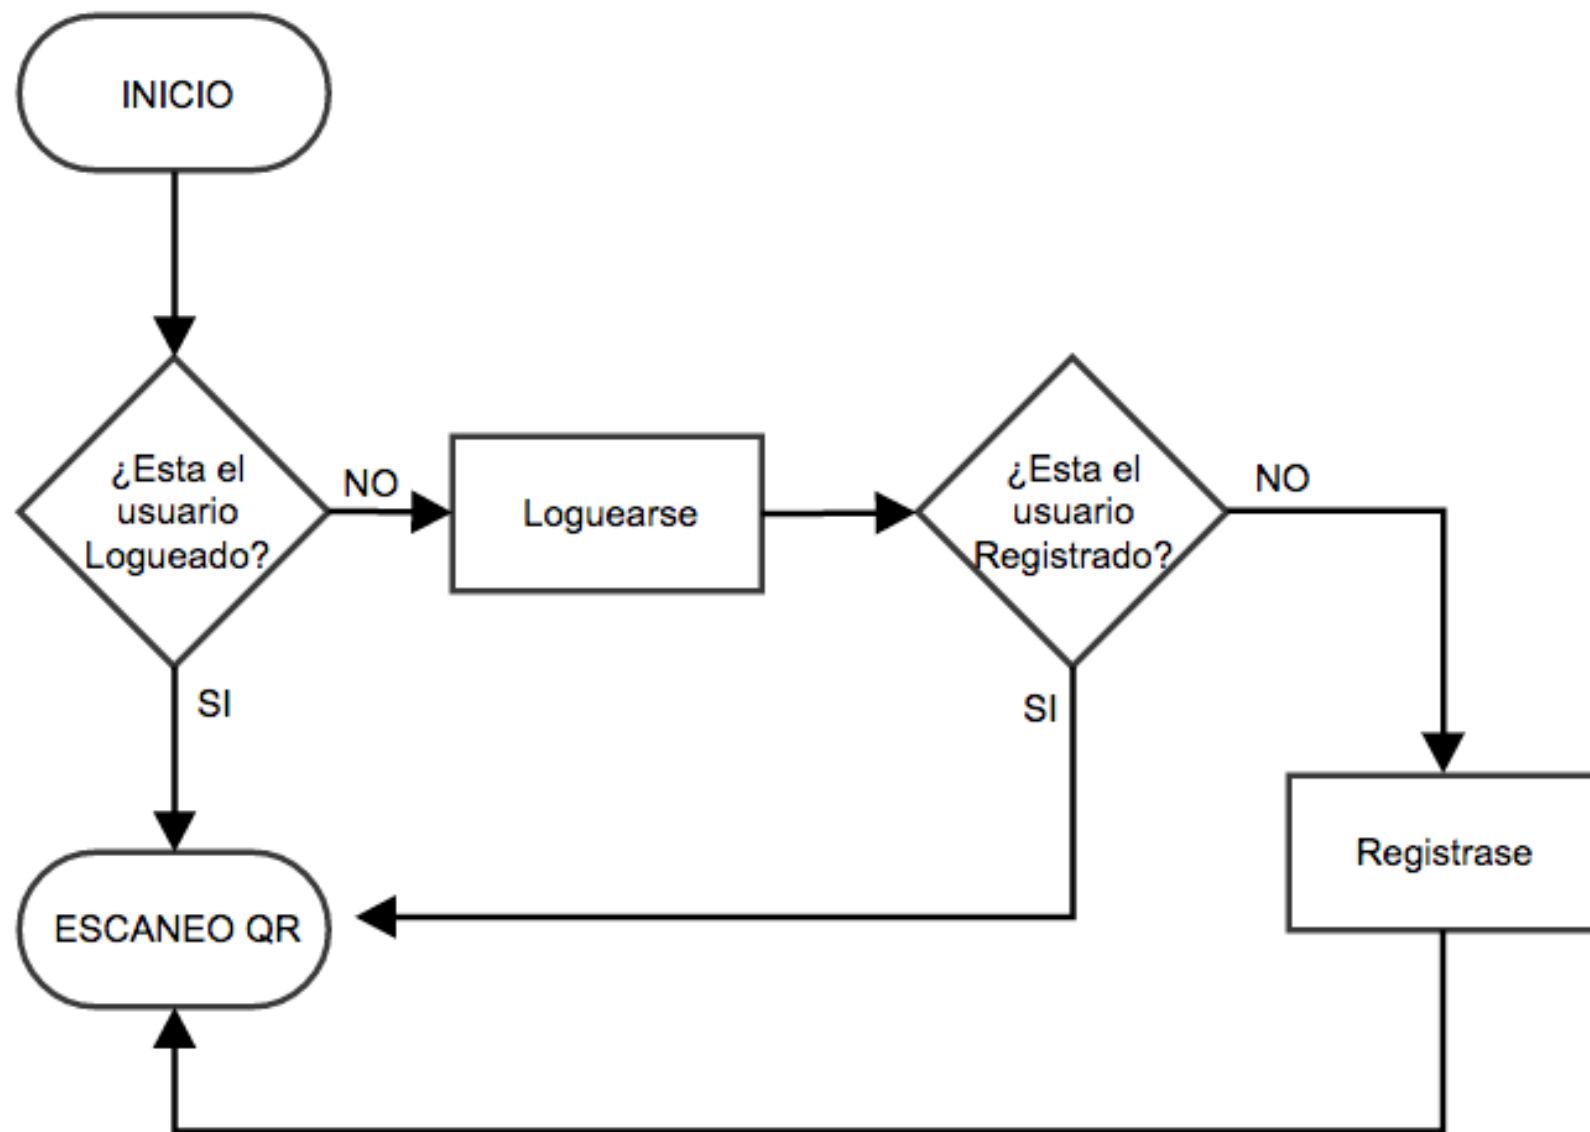 INICIO
¿Esta el
usuario
Logueado?
NO
Loguearse
¿Esta el
usuario
Registrado?
NO
SI
SI
Registrase
ESCANEO QR